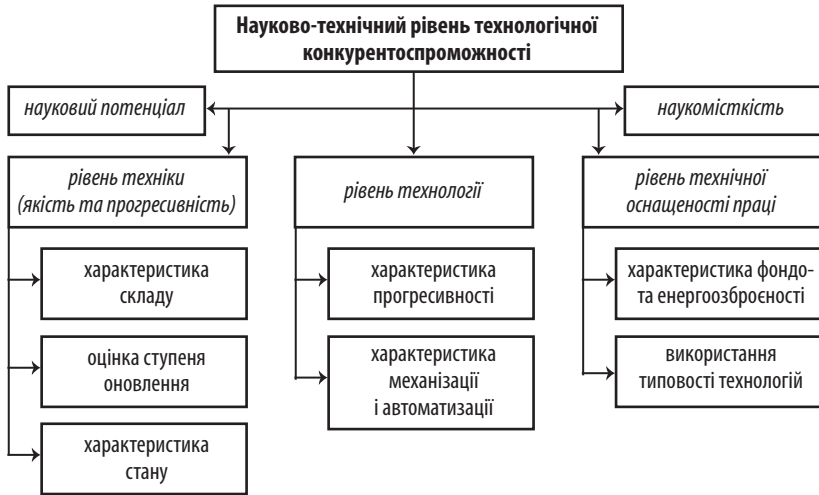 Науково-технічний рівень технологічної
конкурентоспроможності
науковий потенціал
наукомісткість
рівень техніки
(якість та прогресивність)
рівень технології
рівень технічної
оснащеності праці
характеристика
складу
характеристика
прогресивності
характеристика фондо-
та енергоозброєності
оцінка ступеня
оновлення
характеристика
механізації
і автоматизації
використання
типовості технологій
характеристика
стану